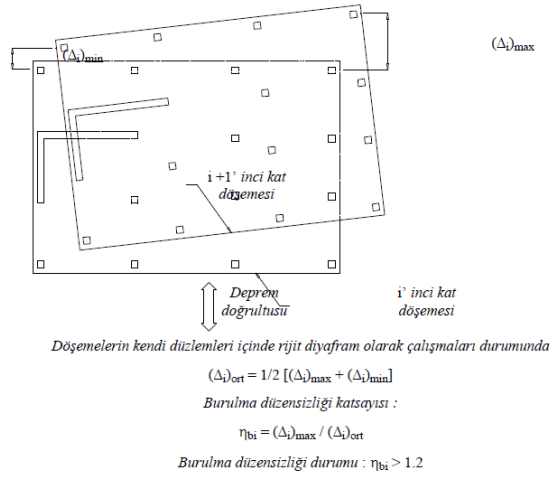 (Δi)min
(Δi)max
i +1' inci kat
döşemesi
Deprem
doğrultusu
i' inci kat
döşemesi
Döşemelerin kendi düzlemleri içinde rijit diyafram olarak çalışmaları durumunda
(Δi)ort = 1/2 [(Δi)max + (Δi)min]
Burulma düzensizliği katsayısı :
ηbi = (Δi)max / (Δi)ort
Burulma düzensizliği durumu : ηbi > 1.2